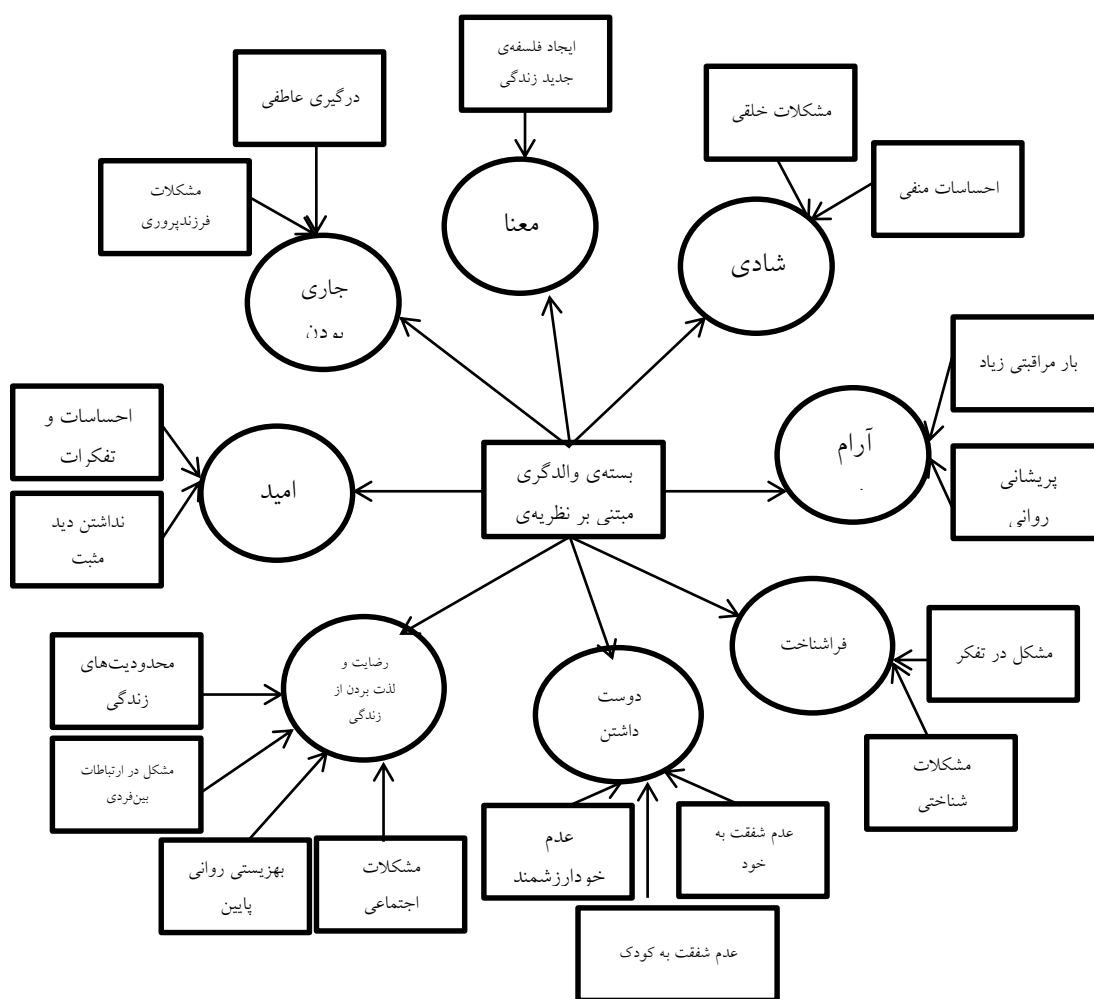 ایجاد فلسفه‌ی
جدید زندگی
درگیری عاطفی
مشکلات خلقی
مشکلات
فرزندپروری
احساسات منفی
معنا
شادی
جاری
بودن
بار مراقبتی زیاد
احساسات و
تفکرات
امید
بسته‌ی والدگری
مبتنی بر نظریه‌ی
آرام
پریشانی
روانی
نداشتن دید
مثبت
فراشناخت
مشکل در تفکر
محدودیت‌های
زندگی
رضایت و
لذت بردن از
زندگی
دوست
داشتن
مشکل در ارتباطات
بین‌فردی
مشکلات
شناختی
بهزیستی روانی
پایین
مشکلات
اجتماعی
عدم
خودارزشمند
عدم شفقت به
خود
عدم شفقت به کودک